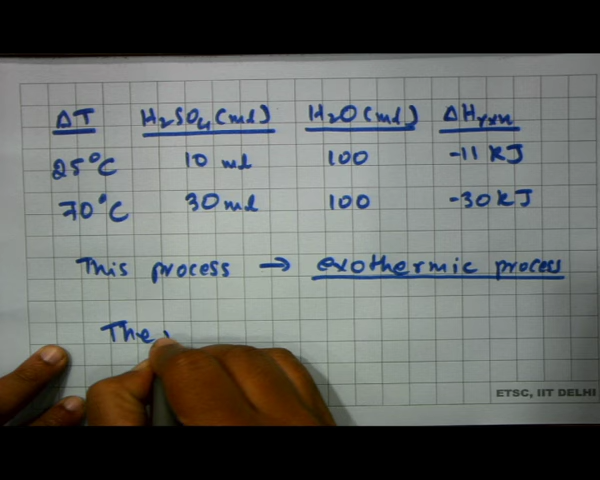 ΔT H₂SO₄(ml) H₂O(ml) ΔHrxn
25°C 10 ml 100 -11 KJ
70°C 30 ml 100 -30 KJ
This process → exothermic process
The
ETSC, IIT DELHI